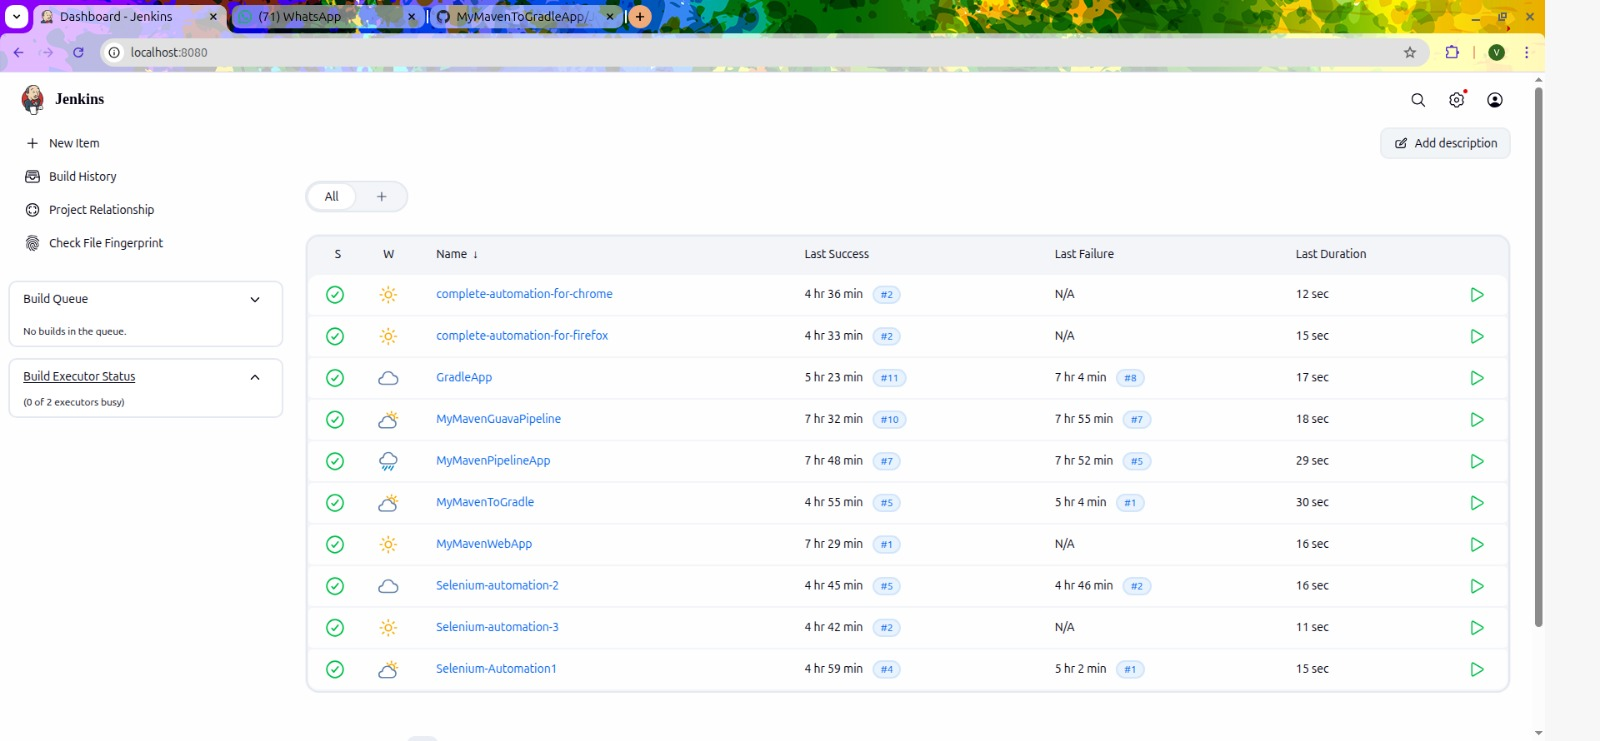 Dashboard - Jenkins
(71) WhatsApp
MyMavenToGradleApp/.
localhost:8080
V
Jenkins
New Item
Build History
Project Relationship
Check File Fingerprint
Add description
All +
Build Queue
No builds in the queue.
Build Executor Status
(0 of 2 executors busy)
S W Name ↓ Last Success Last Failure Last Duration
complete-automation-for-chrome 4 hr 36 min #2 N/A 12 sec
complete-automation-for-firefox 4 hr 33 min #2 N/A 15 sec
GradleApp 5 hr 23 min #11 7 hr 4 min #8 17 sec
MyMavenGuavaPipeline 7 hr 32 min #10 7 hr 55 min #7 18 sec
MyMavenPipelineApp 7 hr 48 min #7 7 hr 52 min #5 29 sec
MyMavenToGradle 4 hr 55 min #5 5 hr 4 min #1 30 sec
MyMavenWebApp 7 hr 29 min #1 N/A 16 sec
Selenium-automation-2 4 hr 45 min #5 4 hr 46 min #2 16 sec
Selenium-automation-3 4 hr 42 min #2 N/A 11 sec
Selenium-Automation1 4 hr 59 min #4 5 hr 2 min #1 15 sec